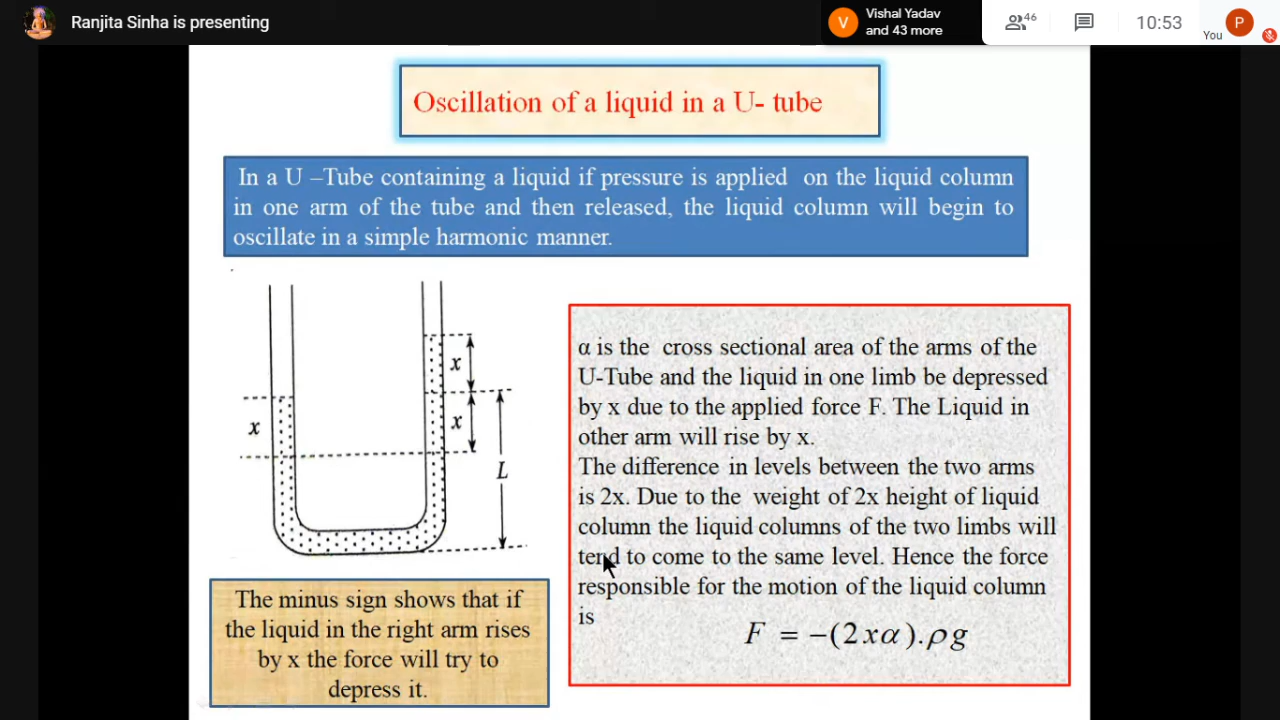 Ranjita Sinha is presenting
V
Vishal Yadav
and 43 more
46
10:53
You
P
Oscillation of a liquid in a U- tube
In a U –Tube containing a liquid if pressure is applied on the liquid column
in one arm of the tube and then released, the liquid column will begin to
oscillate in a simple harmonic manner.
x
x
x
L
α is the cross sectional area of the arms of the
U-Tube and the liquid in one limb be depressed
by x due to the applied force F. The Liquid in
other arm will rise by x.
The difference in levels between the two arms
is 2x. Due to the weight of 2x height of liquid
column the liquid columns of the two limbs will
tend to come to the same level. Hence the force
responsible for the motion of the liquid column
is
F = −(2xα).ρg
The minus sign shows that if
the liquid in the right arm rises
by x the force will try to
depress it.